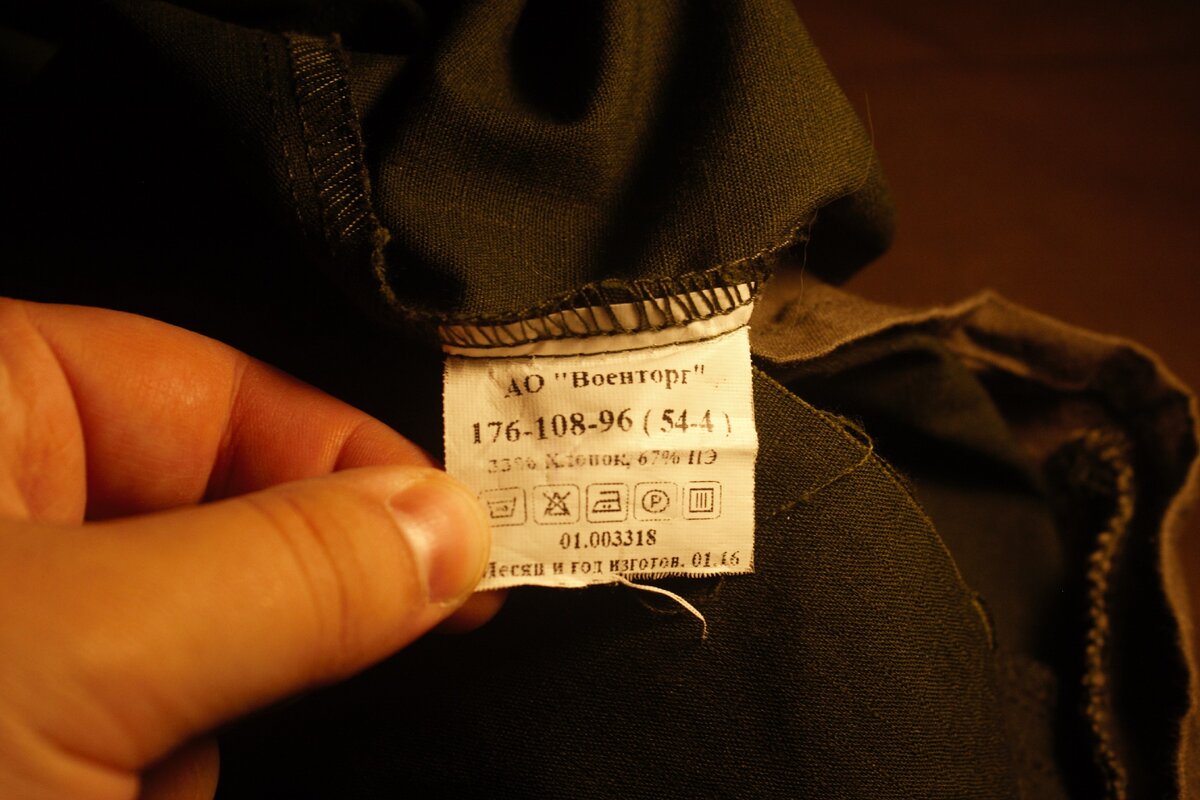 АО "Военторг"
176-108-96 ( 54-4 )
33% Хлопок, 67% ПЭ
P
01.003318
Месяц и год изготов. 01.16